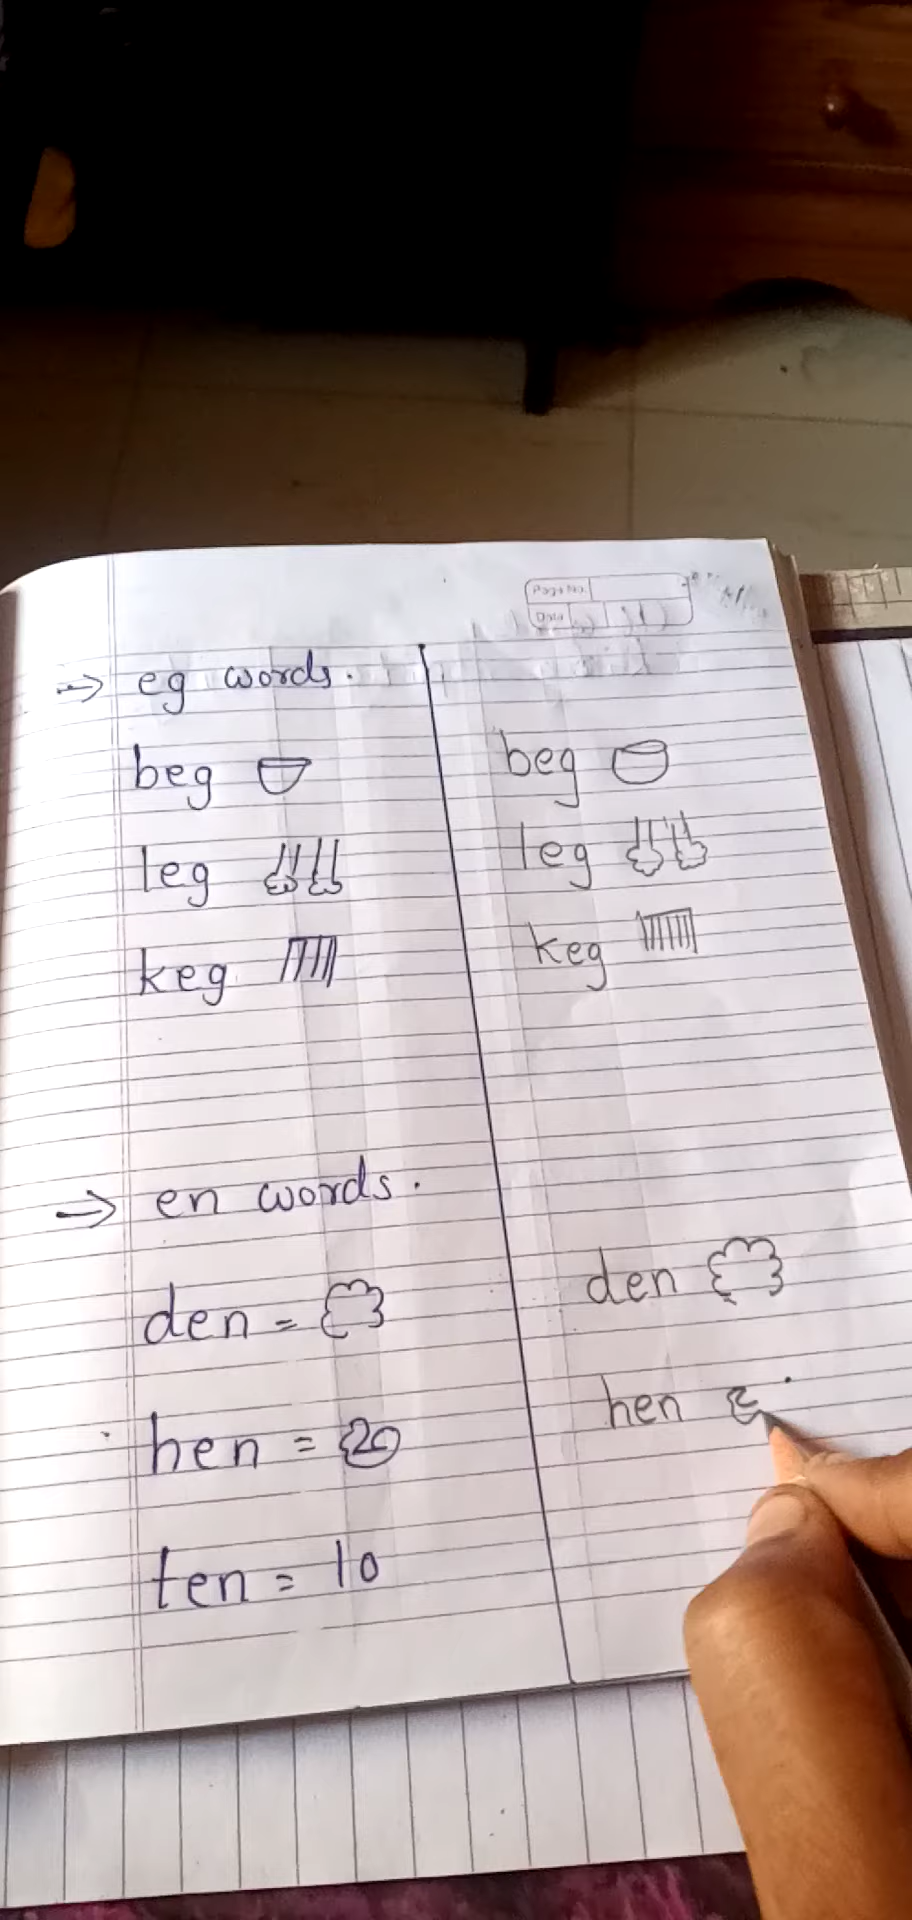 Page No.
Date
→ eg words.
beg beg
leg leg
keg keg
→ en words.
den = den
hen = hen
ten = 10